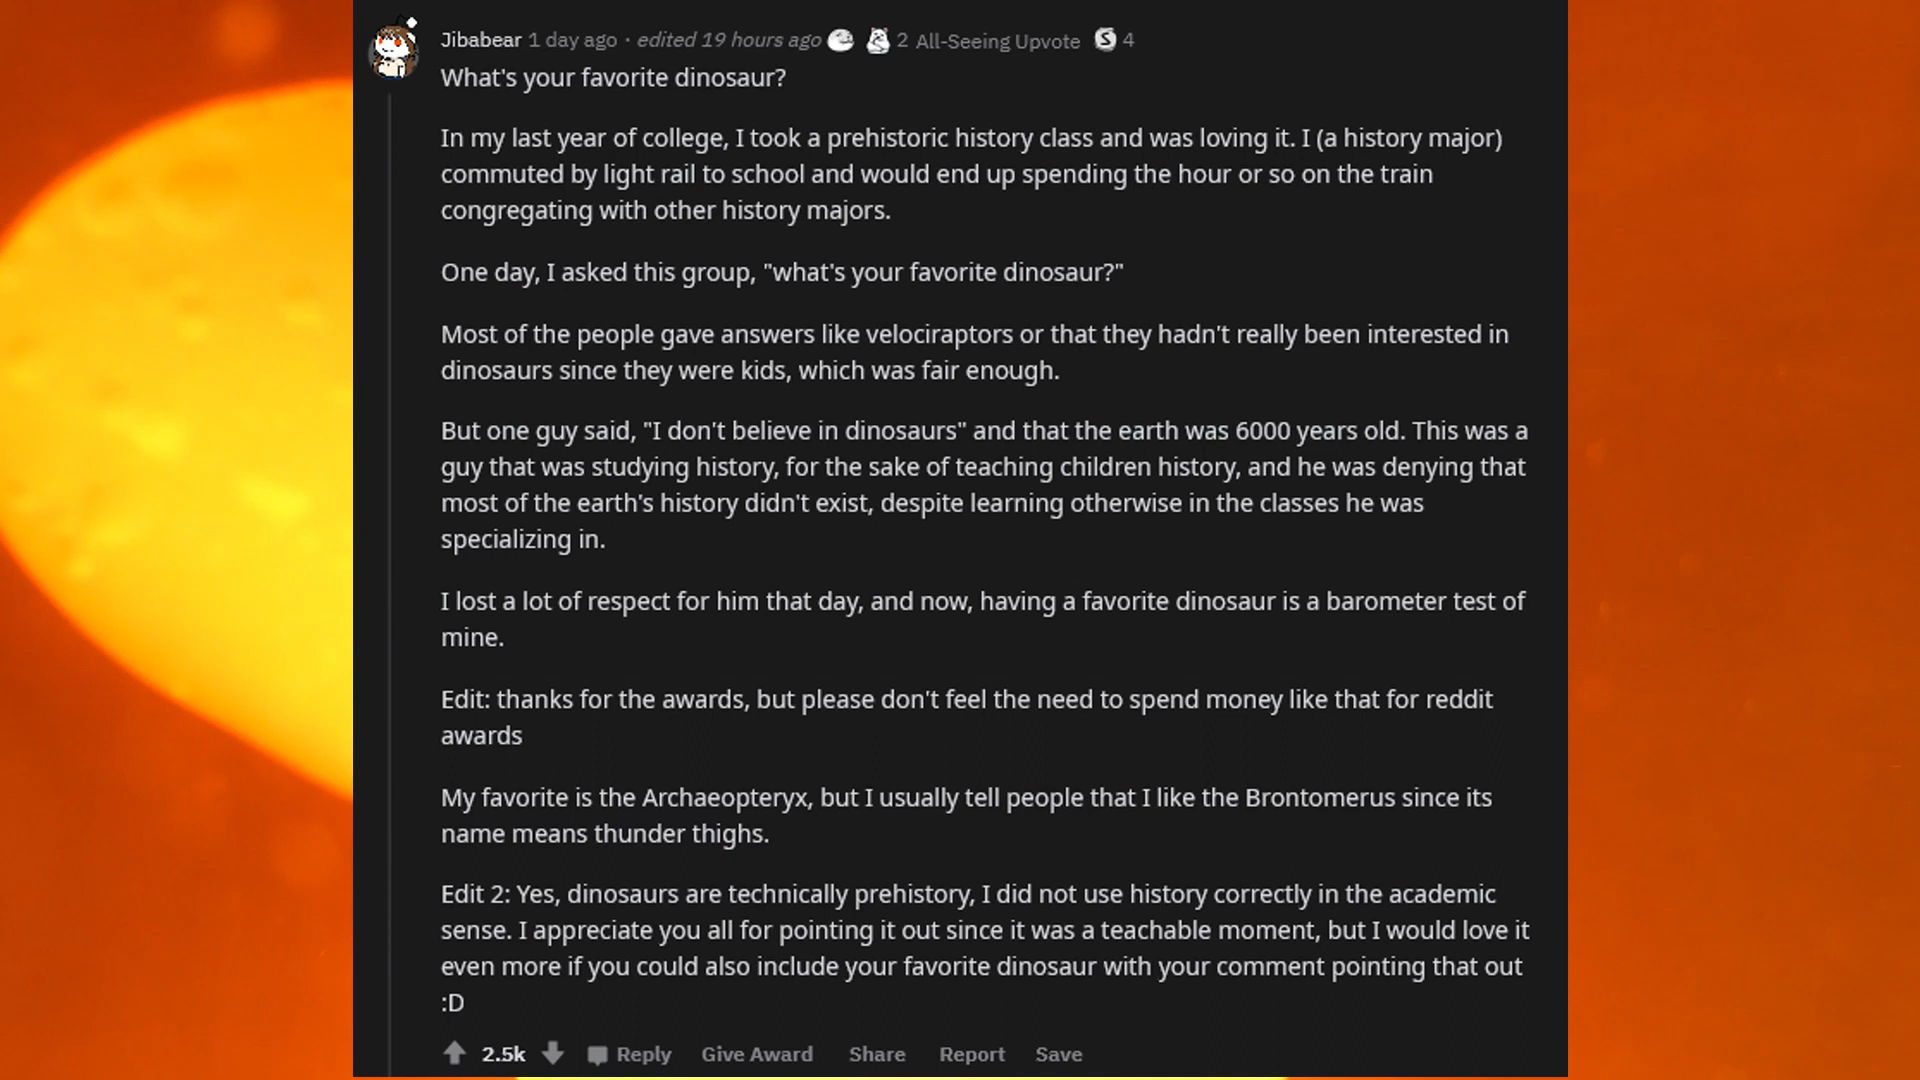 Jibabear 1 day ago · edited 19 hours ago 2 All-Seeing Upvote 4
What's your favorite dinosaur?
In my last year of college, I took a prehistoric history class and was loving it. I (a history major)
commuted by light rail to school and would end up spending the hour or so on the train
congregating with other history majors.
One day, I asked this group, "what's your favorite dinosaur?"
Most of the people gave answers like velociraptors or that they hadn't really been interested in
dinosaurs since they were kids, which was fair enough.
But one guy said, "I don't believe in dinosaurs" and that the earth was 6000 years old. This was a
guy that was studying history, for the sake of teaching children history, and he was denying that
most of the earth's history didn't exist, despite learning otherwise in the classes he was
specializing in.
I lost a lot of respect for him that day, and now, having a favorite dinosaur is a barometer test of
mine.
Edit: thanks for the awards, but please don't feel the need to spend money like that for reddit
awards
My favorite is the Archaeopteryx, but I usually tell people that I like the Brontomerus since its
name means thunder thighs.
Edit 2: Yes, dinosaurs are technically prehistory, I did not use history correctly in the academic
sense. I appreciate you all for pointing it out since it was a teachable moment, but I would love it
even more if you could also include your favorite dinosaur with your comment pointing that out
:D
2.5k Reply Give Award Share Report Save